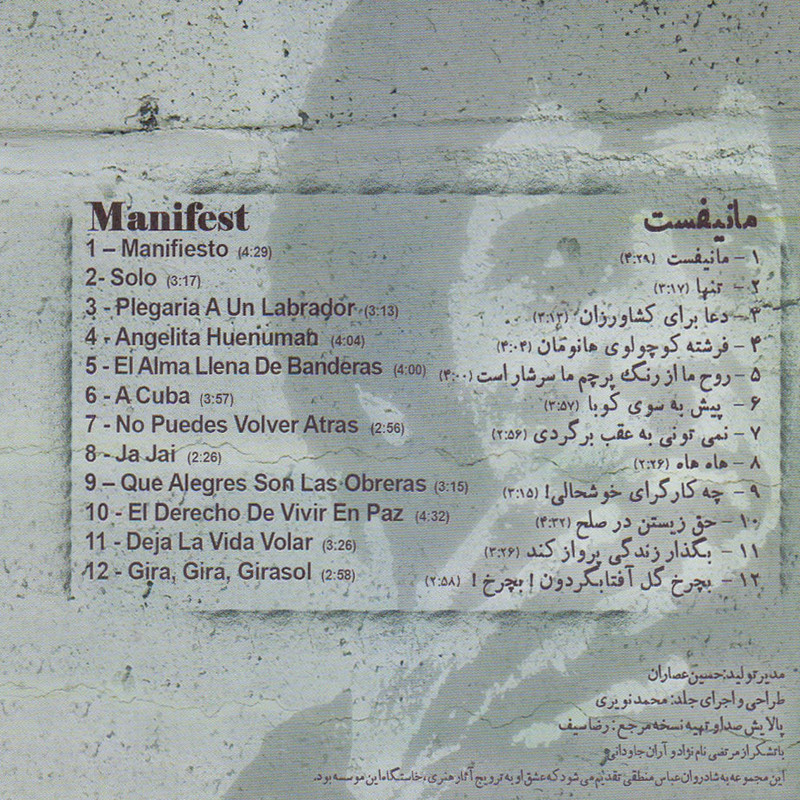 Manifest
1 – Manifiesto (4:29)
2- Solo (3:17)
3 - Plegaria A Un Labrador (3:13)
4 - Angelita Huenuman (4:04)
5 - El Alma Llena De Banderas (4:00)
6 - A Cuba (3:57)
7 - No Puedes Volver Atras (2:56)
8 - Ja Jai (2:26)
9 – Que Alegres Son Las Obreras (3:15)
10 - El Derecho De Vivir En Paz (4:32)
11 - Deja La Vida Volar (3:26)
12 - Gira, Gira, Girasol (2:58)
مانیفست
۱ – مانیفست (۴:۲۹)
۲ – تنها (۳:۱۷)
۳ – دعا برای کشاورزان (۳:۱۳)
۴ – فرشته کوچولوی هانومان (۴:۰۴)
۵ – روح ما از رنگ پرچم ما سرشار است (۴:۰۰)
۶ – پیش به سوی کوبا (۳:۵۷)
۷ – نمی تونی به عقب برگردی (۲:۵۶)
۸ – هاه هاه (۲:۲۶)
۹ – چه کارگرای خوشحالی! (۳:۱۵)
۱۰ – حق زیستن در صلح (۴:۳۲)
۱۱ – بگذار زندگی پرواز کند (۳:۲۶)
۱۲ – بچرخ گل آفتابگردون! بچرخ! (۲:۵۸)
مدیر تولید: حسین عصاران
طراحی و اجرای جلد: محمد نویری
پالایش صدا و تهیه نسخه مرجع: رضا سیف
با تشکر از مرتضی نام نژاد و آران جاودانی
این مجموعه به شادروان عباس منطقی تقدیم می شود که عشق او به ترویج آثار هنری، خاستگاه این موسسه بود.